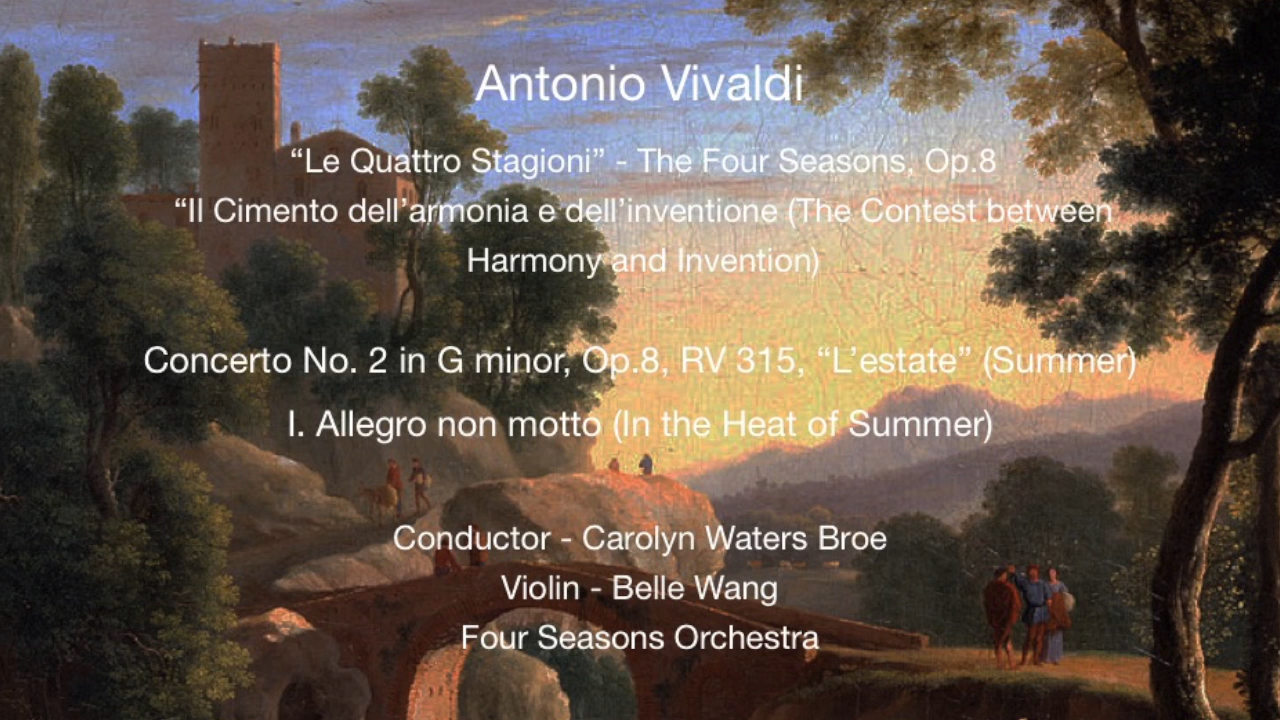 Antonio Vivaldi
“Le Quattro Stagioni” - The Four Seasons, Op.8
“Il Cimento dell’armonia e dell’inventione (The Contest between
Harmony and Invention)
Concerto No. 2 in G minor, Op.8, RV 315, “L’estate” (Summer)
I. Allegro non motto (In the Heat of Summer)
Conductor - Carolyn Waters Broe
Violin - Belle Wang
Four Seasons Orchestra